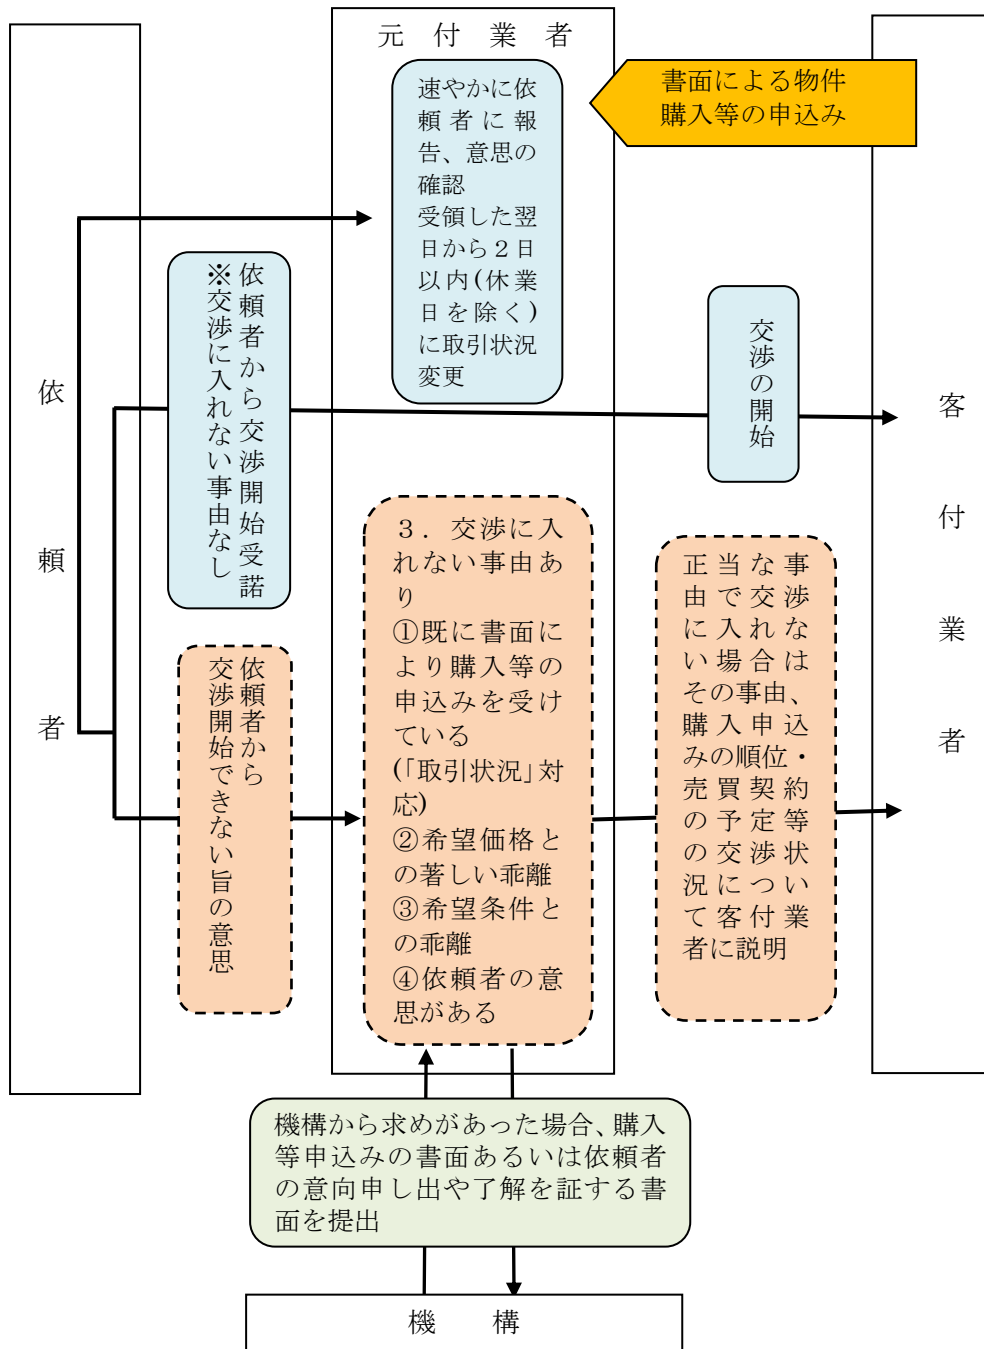 元付業者
書面による物件
購入等の申込み
速やかに依
頼者に報
告、意思の
確認
受領した翌
日から２日
以内(休業
日を除く)
に取引状況
変更
依頼者
依頼者から交渉開始受諾
※交渉に入れない事由なし
交渉の開始
客付業者
依頼者から
交渉開始できない旨の意思
３．交渉に入
れない事由あ
り
①既に書面に
より購入等の
申込みを受け
ている
(「取引状況」対
応)
②希望価格と
の著しい乖離
③希望条件と
の乖離
④依頼者の意
思がある
正当な事
由で交渉
に入れな
い場合は
その事由、
購入申込
みの順位・
売買契約
の予定等
の交渉状
況につい
て客付業
者に説明
機構から求めがあった場合、購入
等申込みの書面あるいは依頼者
の意向申し出や了解を証する書
面を提出
機構